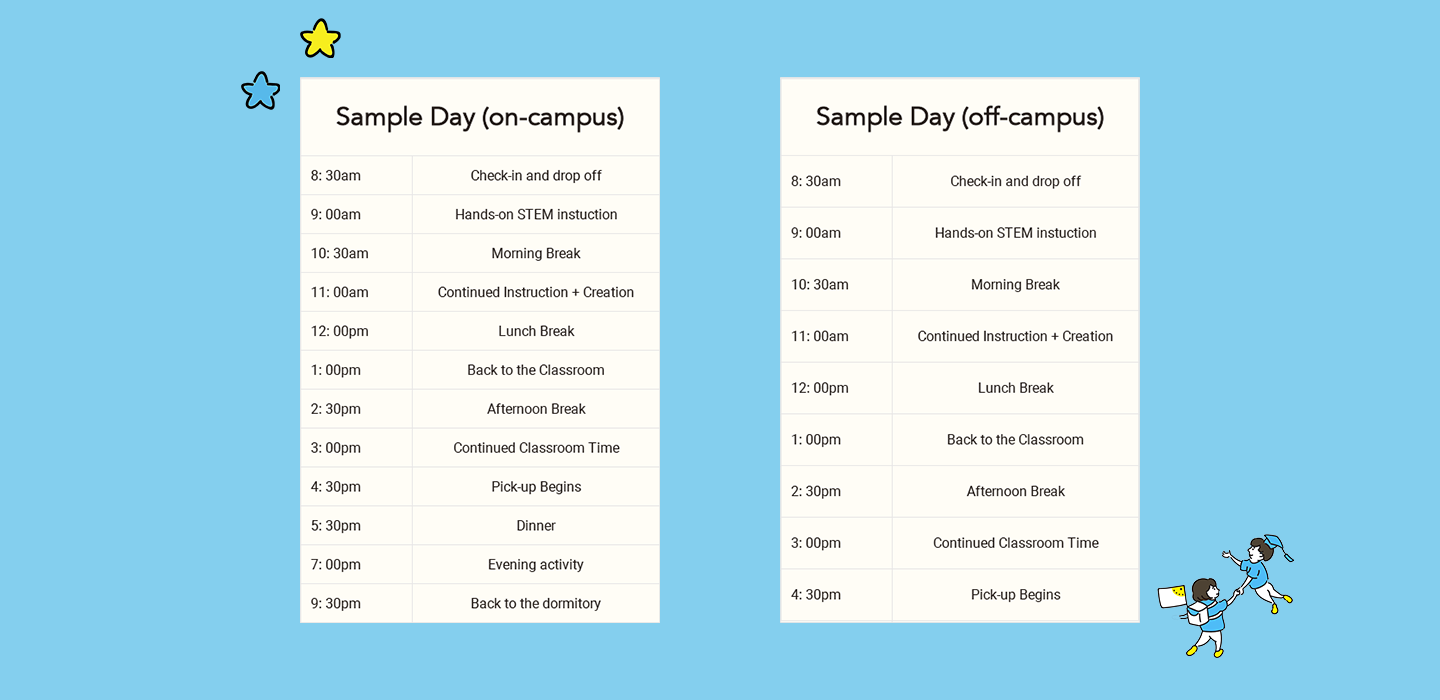 Sample Day (on-campus)
8: 30am Check-in and drop off
9: 00am Hands-on STEM instuction
10: 30am Morning Break
11: 00am Continued Instruction + Creation
12: 00pm Lunch Break
1: 00pm Back to the Classroom
2: 30pm Afternoon Break
3: 00pm Continued Classroom Time
4: 30pm Pick-up Begins
5: 30pm Dinner
7: 00pm Evening activity
9: 30pm Back to the dormitory
Sample Day (off-campus)
8: 30am Check-in and drop off
9: 00am Hands-on STEM instuction
10: 30am Morning Break
11: 00am Continued Instruction + Creation
12: 00pm Lunch Break
1: 00pm Back to the Classroom
2: 30pm Afternoon Break
3: 00pm Continued Classroom Time
4: 30pm Pick-up Begins